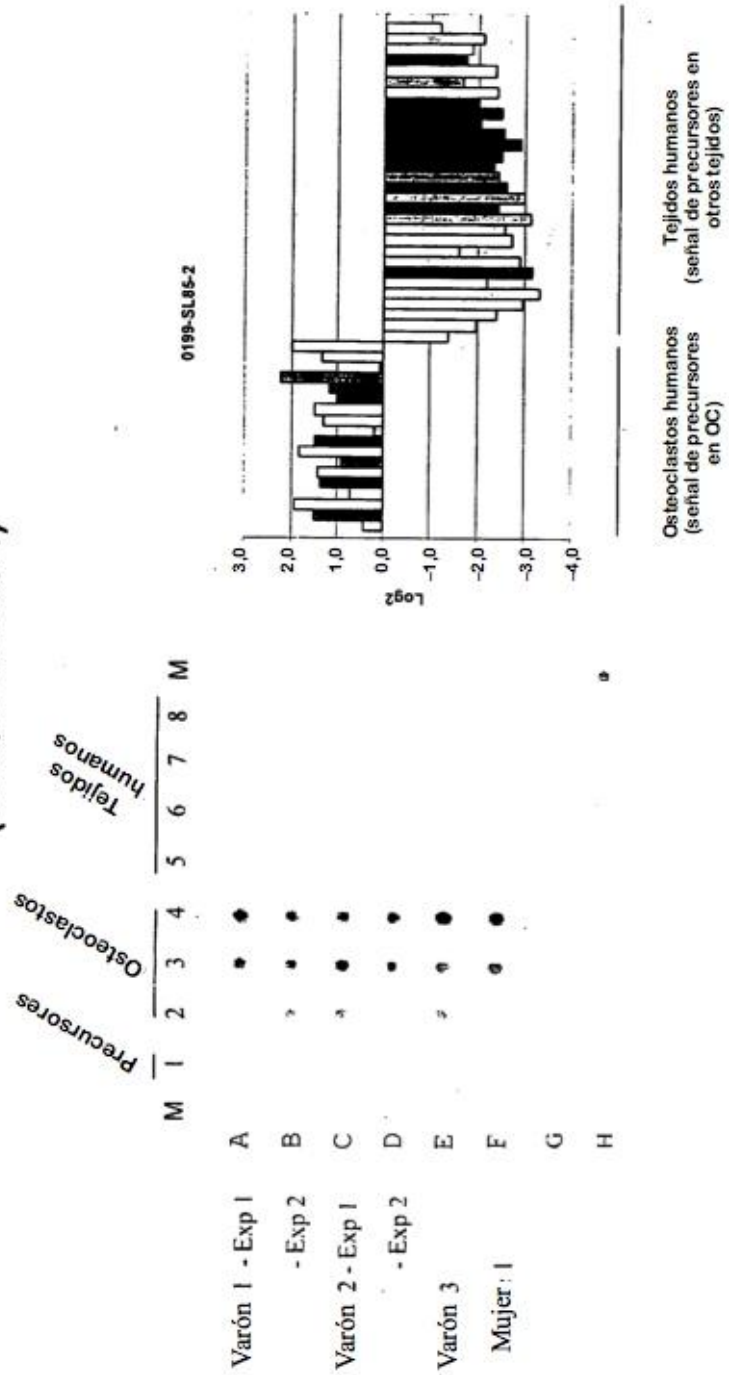 Precursores
Osteoclastos
Tejidos
humanos
M 1 2 3 4 5 6 7 8 M
Varón 1 - Exp 1 A
- Exp 2 B
Varón 2 - Exp 1 C
- Exp 2 D
Varón 3 E
Mujer : 1 F
G
H
0199-SL85-2
3,0
2,0
1,0
0,0
-1,0
-2,0
-3,0
-4,0
Log2
Osteoclastos humanos
(señal de precursores
en OC)
Tejidos humanos
(señal de precursores en
otros tejidos)